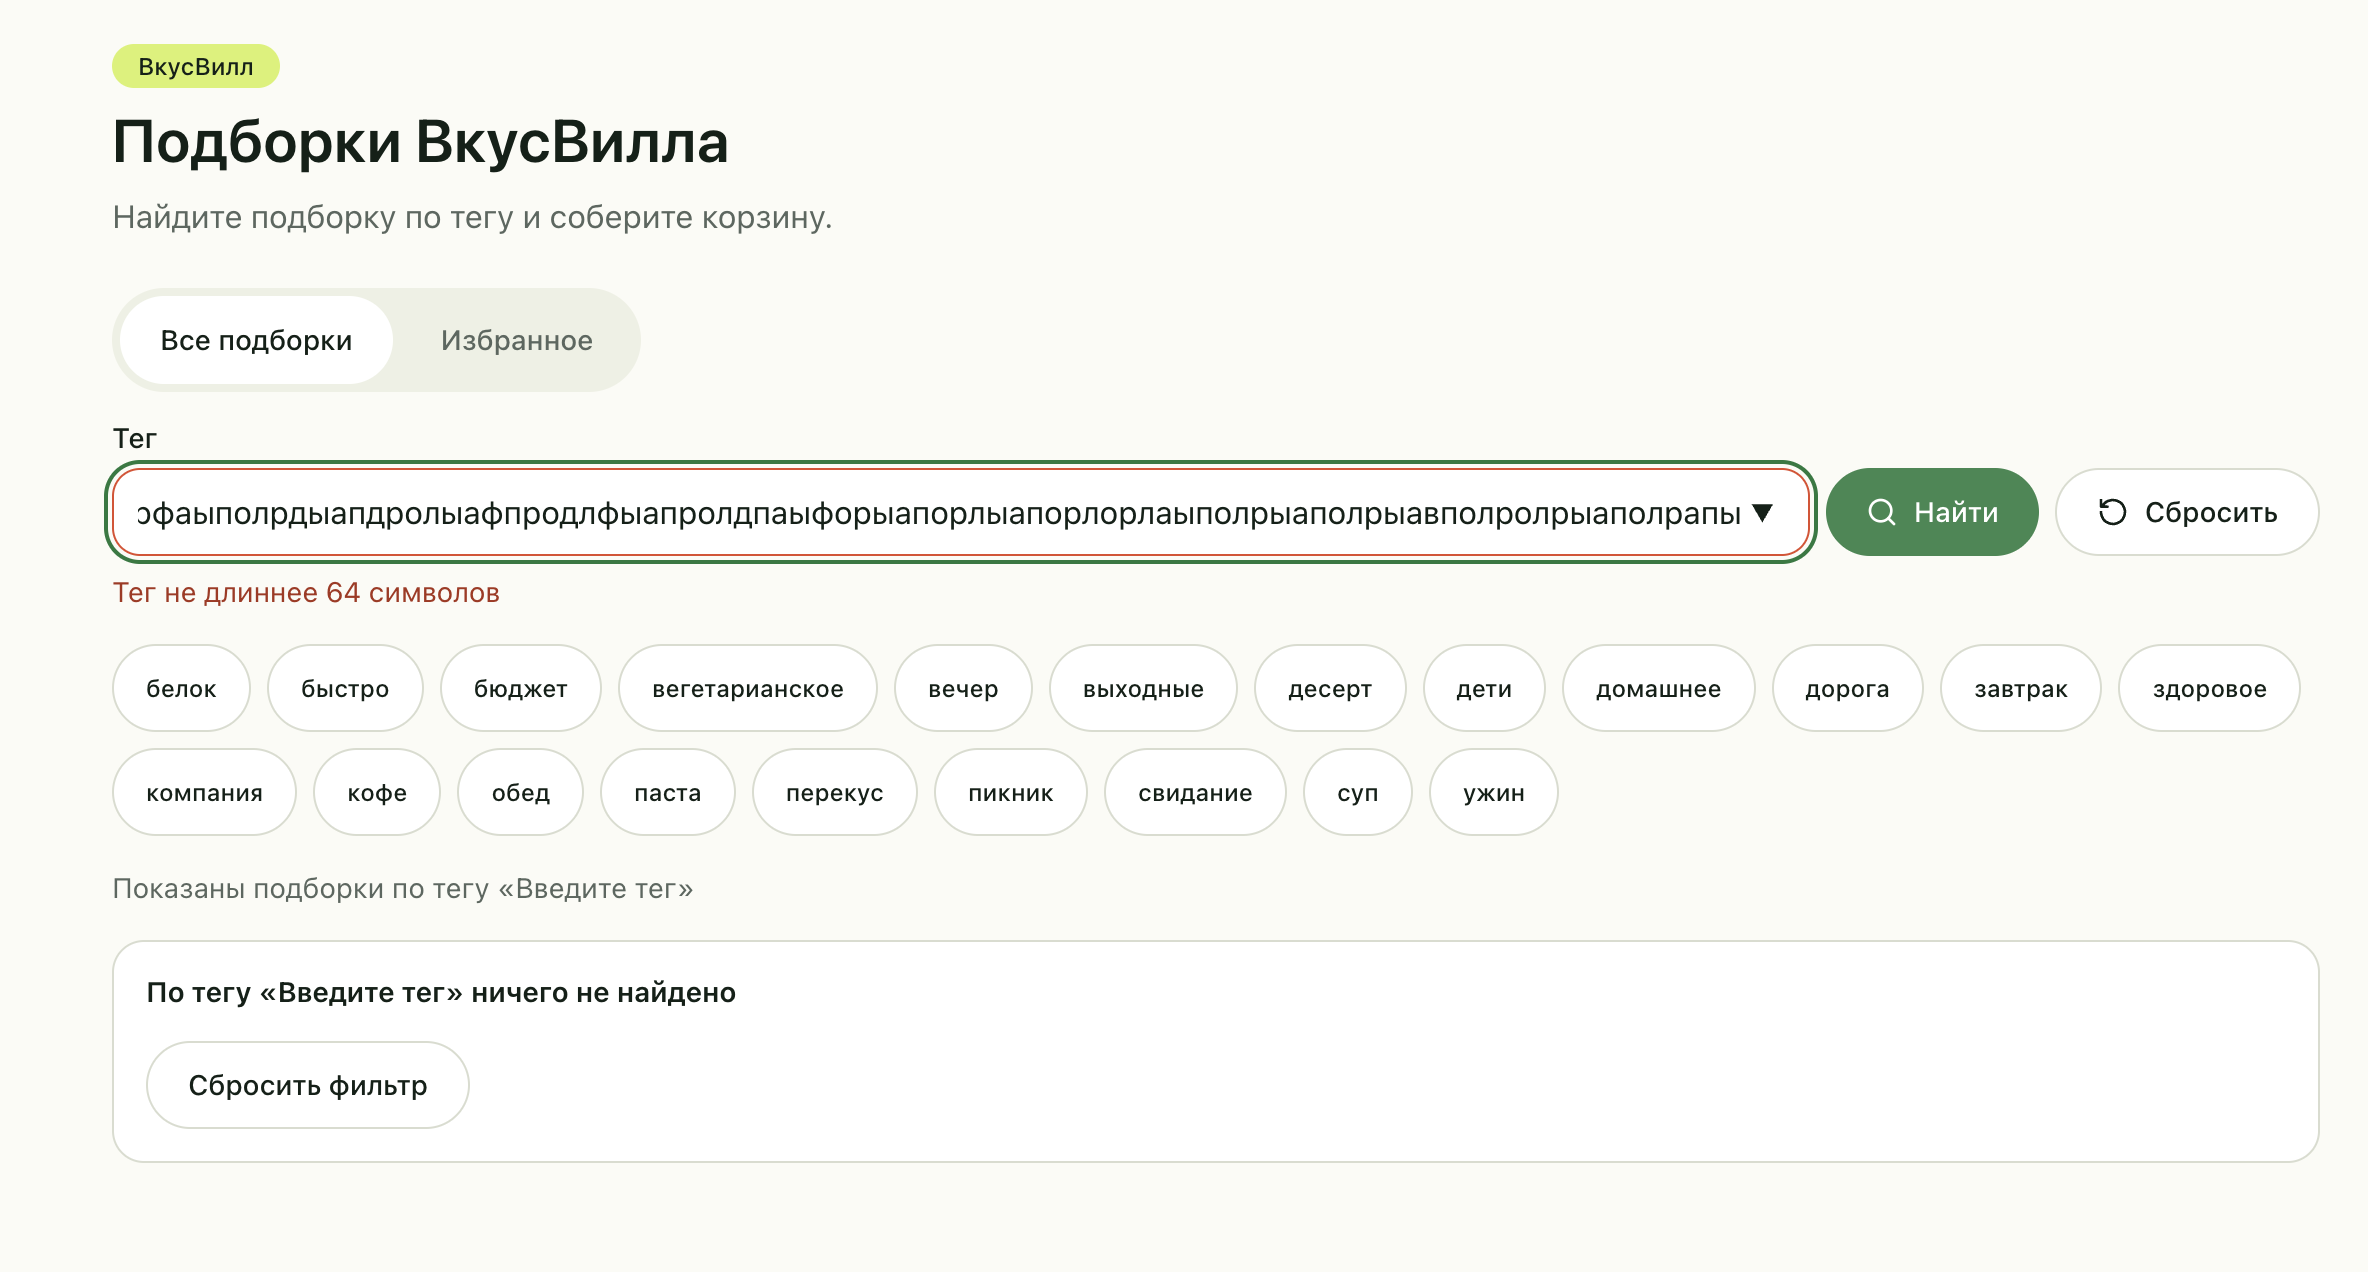 ВкусВилл
Подборки ВкусВилла
Найдите подборку по тегу и соберите корзину.
Все подборки Избранное
Тег
рфаыполрдыапдролыафпродлфыапролдпаыфорыапорлыапорлорлаыполрыаполрыавполролрыаполрапы ▼ Найти Сбросить
Тег не длиннее 64 символов
белок быстро бюджет вегетарианское вечер выходные десерт дети домашнее дорога завтрак здоровое
компания кофе обед паста перекус пикник свидание суп ужин
Показаны подборки по тегу «Введите тег»
По тегу «Введите тег» ничего не найдено
Сбросить фильтр